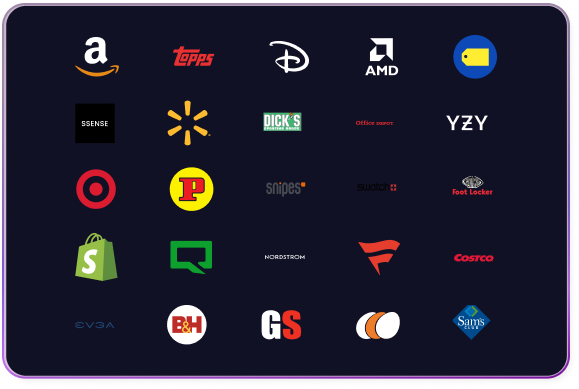 a
Topps
D
AMD
SSENSE
DICK'S
SPORTING GOODS
Office DEPOT
YZY
P
snipes
swatch
Foot Locker
S
NORDSTROM
COSTCO
EVGA
B&H
GS
Sam's
CLUB